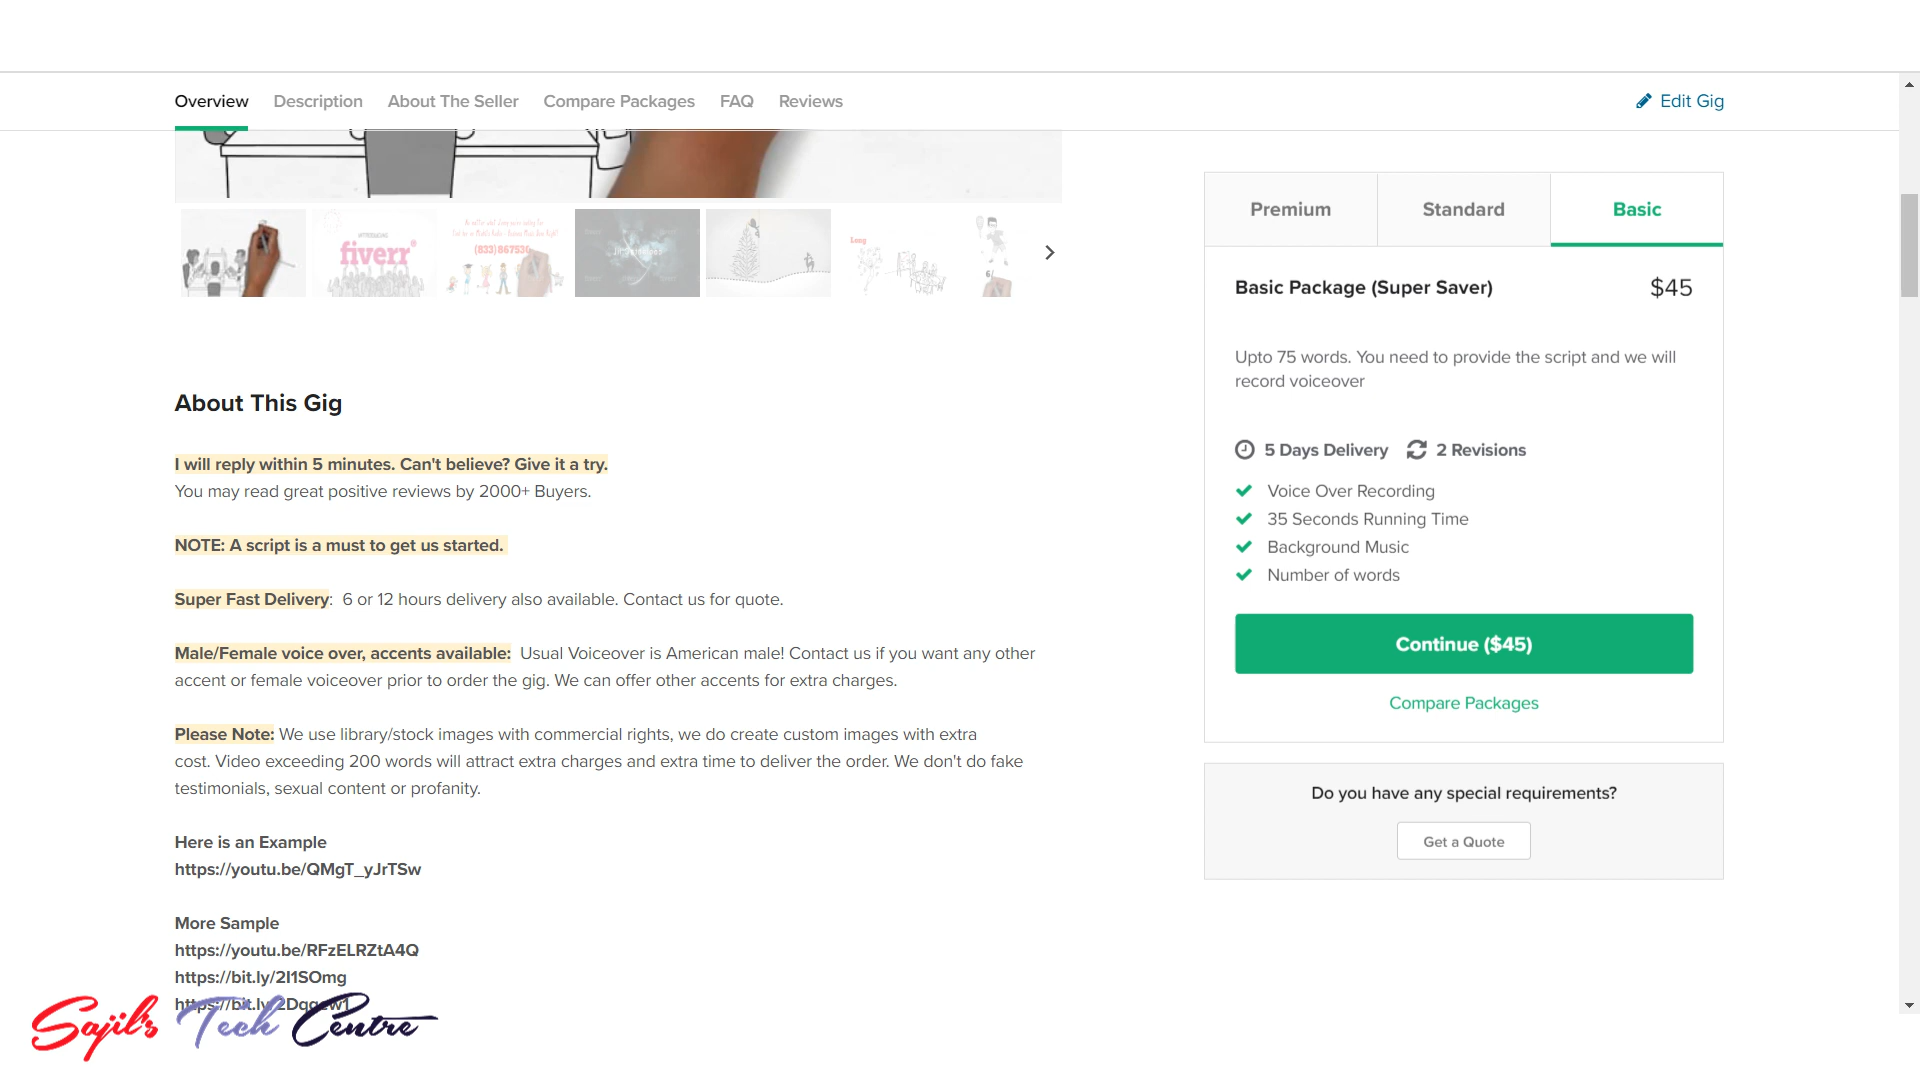 Overview Description About The Seller Compare Packages FAQ Reviews Edit Gig
INTRODUCING
fiverr
Long
Premium Standard Basic
Basic Package (Super Saver) $45
Upto 75 words. You need to provide the script and we will
record voiceover
5 Days Delivery 2 Revisions
Voice Over Recording
35 Seconds Running Time
Background Music
Number of words
Continue ($45)
Compare Packages
Do you have any special requirements?
Get a Quote
About This Gig
I will reply within 5 minutes. Can't believe? Give it a try.
You may read great positive reviews by 2000+ Buyers.
NOTE: A script is a must to get us started.
Super Fast Delivery: 6 or 12 hours delivery also available. Contact us for quote.
Male/Female voice over, accents available: Usual Voiceover is American male! Contact us if you want any other
accent or female voiceover prior to order the gig. We can offer other accents for extra charges.
Please Note: We use library/stock images with commercial rights, we do create custom images with extra
cost. Video exceeding 200 words will attract extra charges and extra time to deliver the order. We don't do fake
testimonials, sexual content or profanity.
Here is an Example
https://youtu.be/QMgT_yJrTSw
More Sample
https://youtu.be/RFzELRZtA4Q
https://bit.ly/2I1SOmg
Sajil's Tech Centre